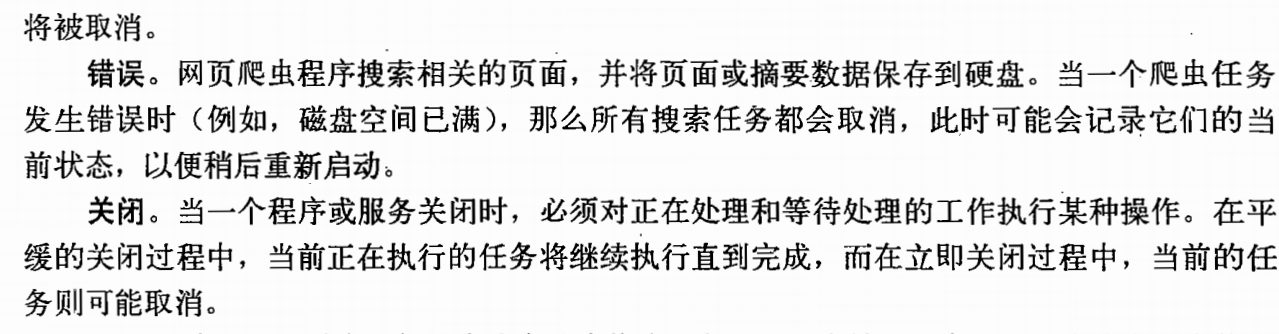 将被取消。
错误。网页爬虫程序搜索相关的页面，并将页面或摘要数据保存到硬盘。当一个爬虫任务
发生错误时（例如，磁盘空间已满），那么所有搜索任务都会取消，此时可能会记录它们的当
前状态，以便稍后重新启动。
关闭。当一个程序或服务关闭时，必须对正在处理和等待处理的工作执行某种操作。在平
缓的关闭过程中，当前正在执行的任务将继续执行直到完成，而在立即关闭过程中，当前的任
务则可能取消。